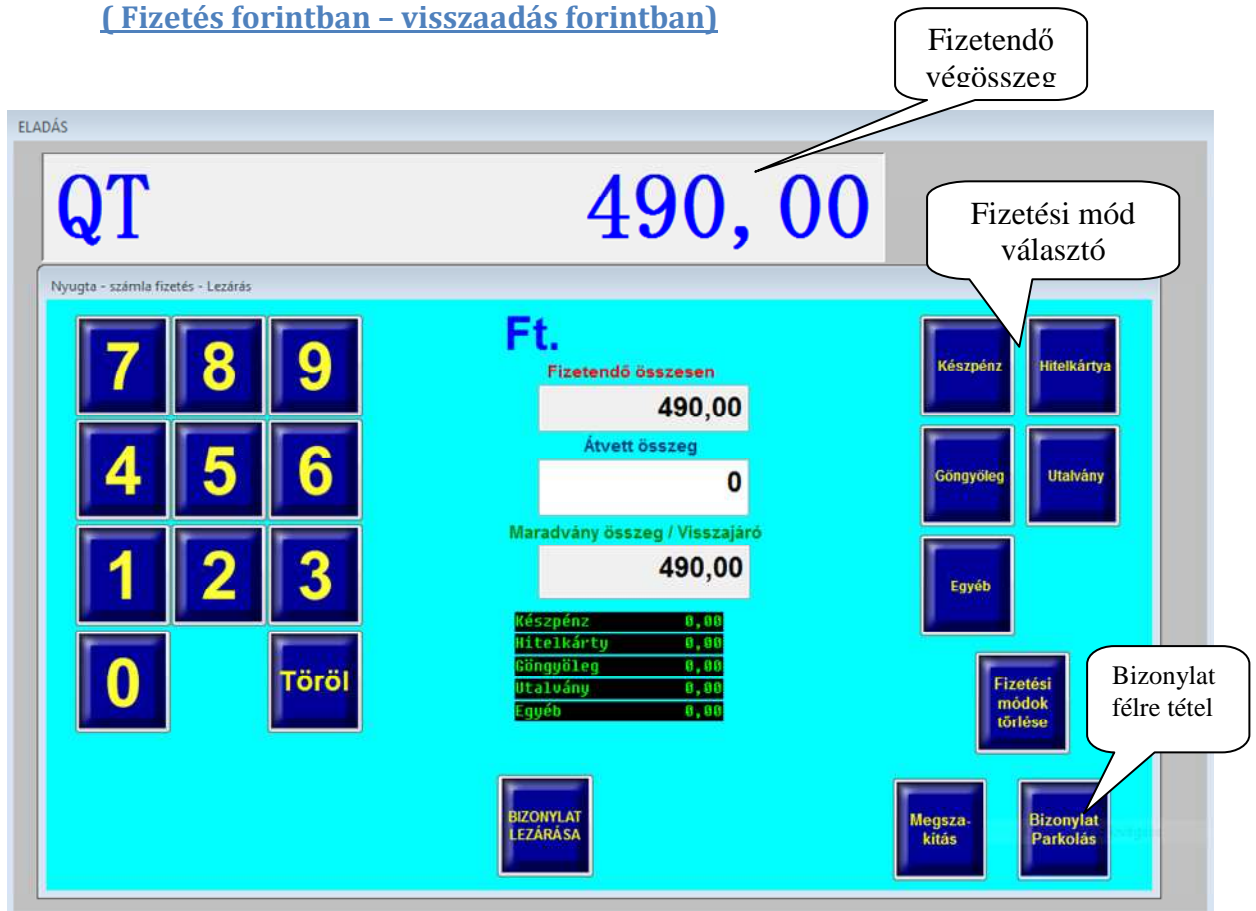 ( Fizetés forintban – visszaadás forintban)
Fizetendő
végösszeg
ELADÁS
QT 490,00
Fizetési mód
választó
Nyugta - számla fizetés - Lezárás
7 8 9
Ft.
Fizetendő összesen
490,00
Készpénz Hitelkártya
4 5 6
Átvett összeg
0
Göngyöleg Utalvány
Maradvány összeg / Visszajáró
490,00
1 2 3
Egyéb
Készpénz 0,00
Hitelkárty 0,00
Göngyöleg 0,00
Utalvány 0,00
Egyéb 0,00
0 Töröl
Fizetési
módok
törlése
Bizonylat
félre tétel
BIZONYLAT
LEZÁRÁSA
Megsza-
kítás
Bizonylat
Parkolás